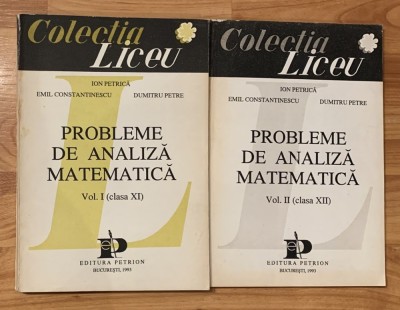 Colecția
Liceu
ION PETRICĂ
EMIL CONSTANTINESCU DUMITRU PETRE
PROBLEME
DE ANALIZĂ
MATEMATICĂ
Vol. I (clasa XI)
EDITURA PETRION
BUCUREȘTI, 1993
Colecția
Liceu
ION PETRICĂ
EMIL CONSTANTINESCU DUMITRU PETRE
PROBLEME
DE ANALIZĂ
MATEMATICĂ
Vol. II (clasa XII)
EDITURA PETRION
BUCUREȘTI, 1993